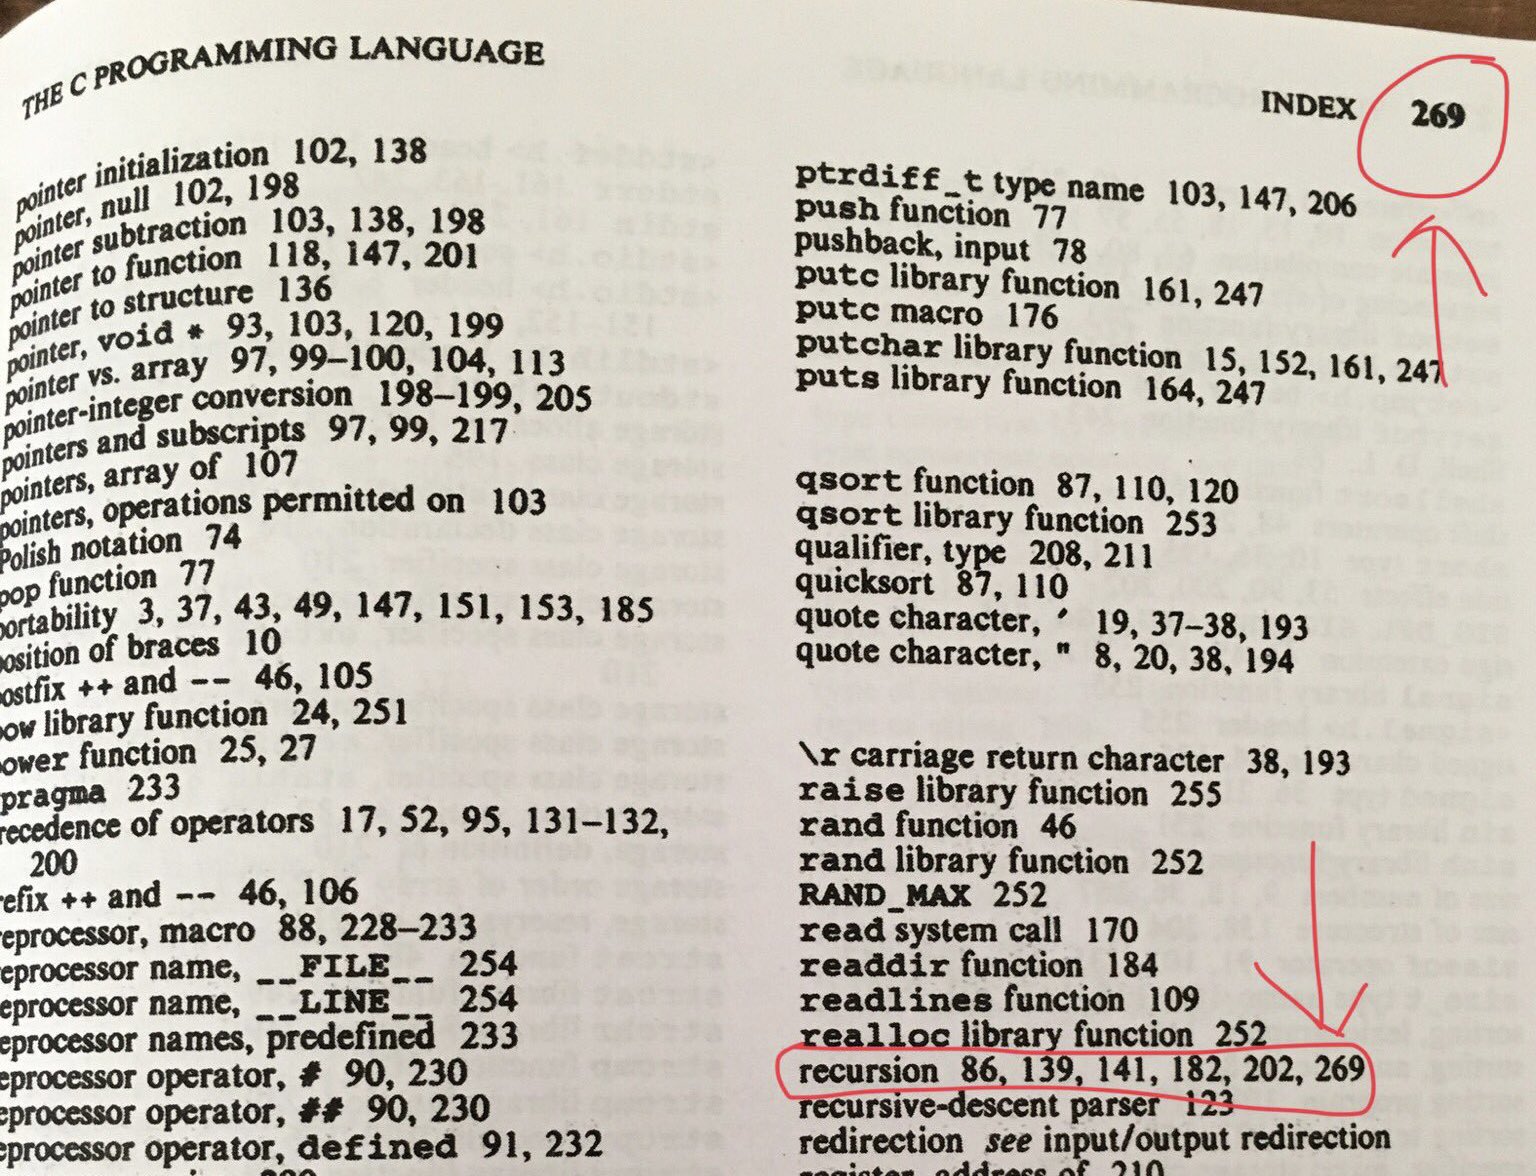 THE C PROGRAMMING LANGUAGE
INDEX 269
pointer initialization 102, 138
pointer, null 102, 198
pointer subtraction 103, 138, 198
pointer to function 118, 147, 201
pointer to structure 136
pointer, void * 93, 103, 120, 199
pointer vs. array 97, 99–100, 104, 113
pointer-integer conversion 198–199, 205
pointers and subscripts 97, 99, 217
pointers, array of 107
pointers, operations permitted on 103
Polish notation 74
pop function 77
portability 3, 37, 43, 49, 147, 151, 153, 185
osition of braces 10
ostfix ++ and -- 46, 105
ow library function 24, 251
ower function 25, 27
pragma 233
recedence of operators 17, 52, 95, 131–132,
200
refix ++ and -- 46, 106
reprocessor, macro 88, 228–233
reprocessor name, __FILE__ 254
reprocessor name, __LINE__ 254
eprocessor names, predefined 233
eprocessor operator, # 90, 230
eprocessor operator, ## 90, 230
eprocessor operator, defined 91, 232
ptrdiff_t type name 103, 147, 206
push function 77
pushback, input 78
putc library function 161, 247
putc macro 176
putchar library function 15, 152, 161, 247
puts library function 164, 247
qsort function 87, 110, 120
qsort library function 253
qualifier, type 208, 211
quicksort 87, 110
quote character, ' 19, 37–38, 193
quote character, " 8, 20, 38, 194
\r carriage return character 38, 193
raise library function 255
rand function 46
rand library function 252
RAND_MAX 252
read system call 170
readdir function 184
readlines function 109
realloc library function 252
recursion 86, 139, 141, 182, 202, 269
recursive-descent parser 123
redirection see input/output redirection
register, address of 210